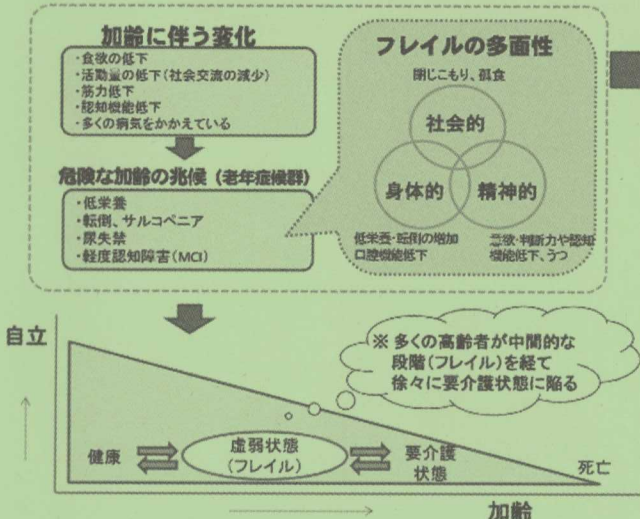 加齢に伴う変化
・食欲の低下
・活動量の低下(社会交流の減少)
・筋力低下
・認知機能低下
・多くの病気をかかえている
危険な加齢の兆候(老年症候群)
・低栄養
・転倒、サルコペニア
・尿失禁
・軽度認知障害(MCI)
フレイルの多面性
閉じこもり、孤食
社会的
身体的
精神的
低栄養・転倒の増加
口腔機能低下
意欲・判断力や認知
機能低下、うつ
自立
※ 多くの高齢者が中間的な
段階(フレイル)を経て
徐々に要介護状態に陥る
健康
虚弱状態
(フレイル)
要介護
状態
死亡
加齢